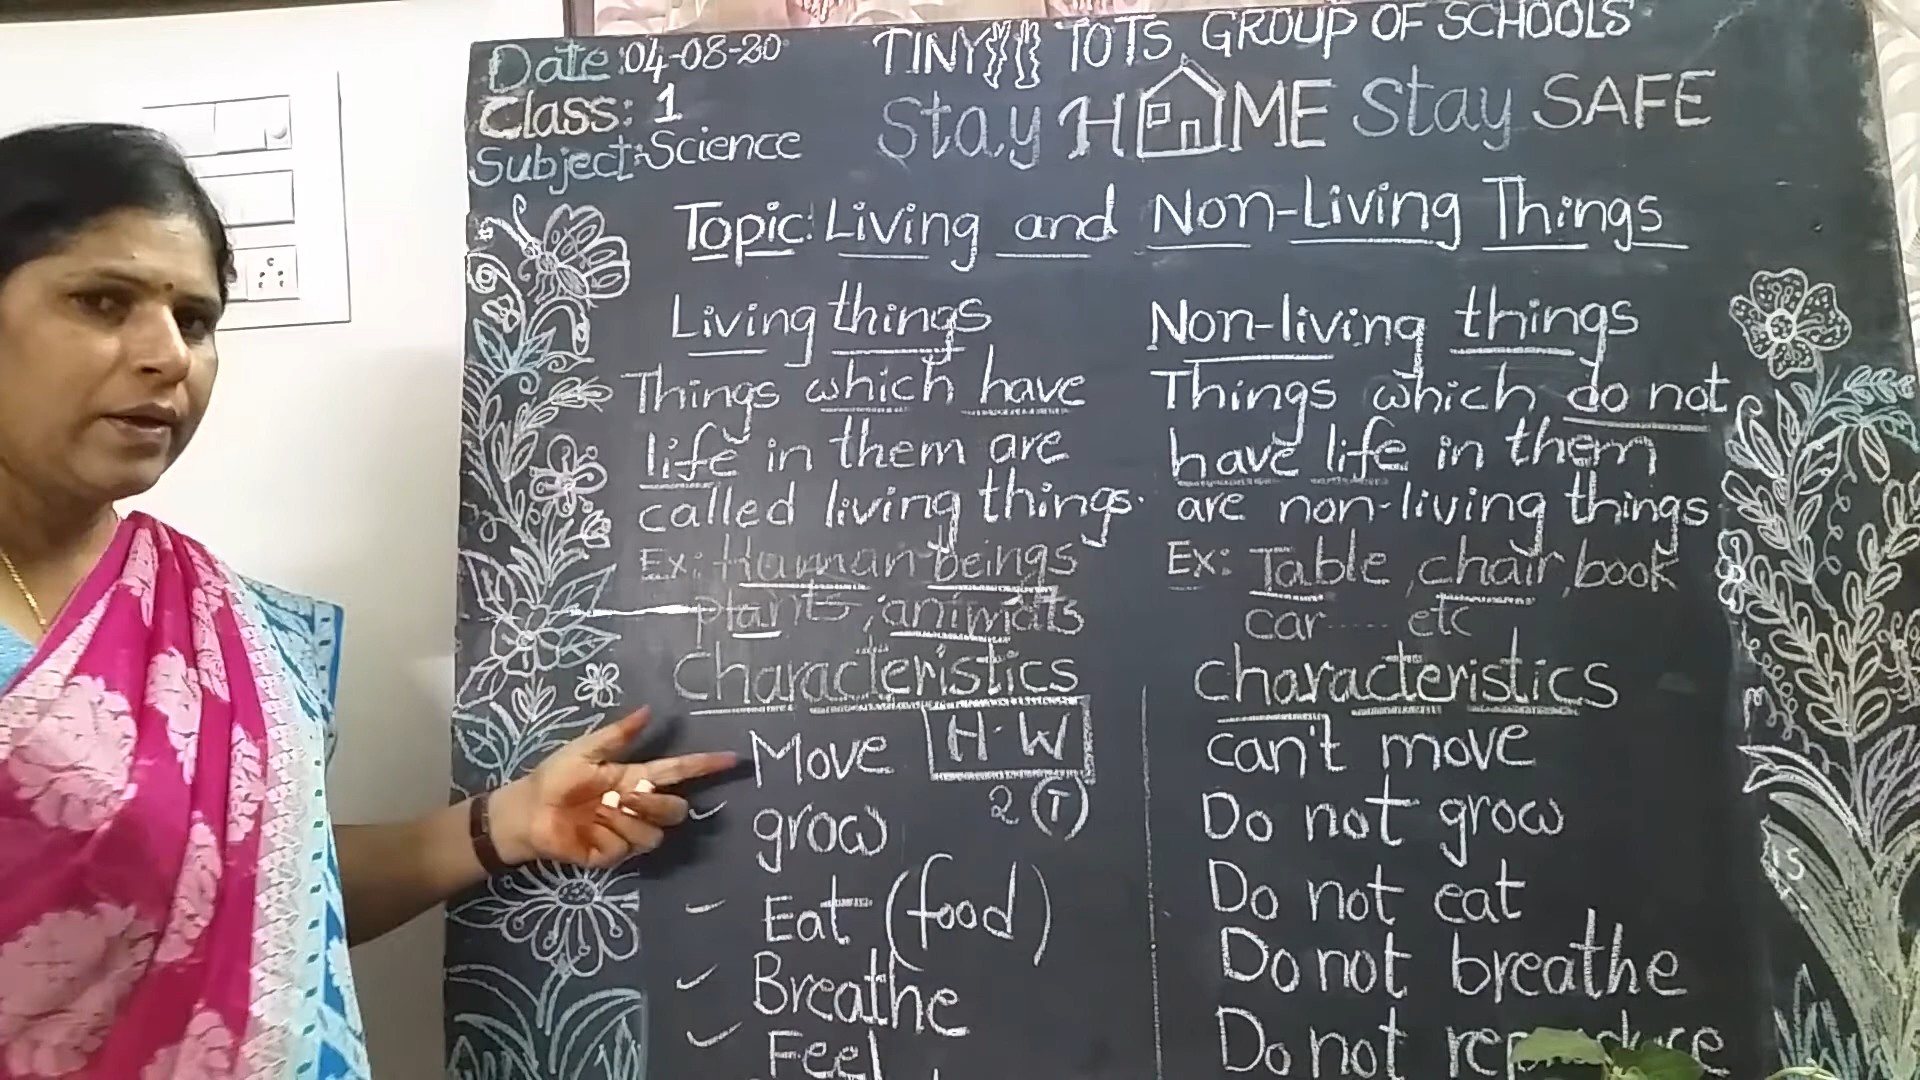 Date: 04-08-20
Class: 1
Subject:-Science
TINY TOTS GROUP OF SCHOOLS
Stay HOME Stay SAFE
Topic: Living and Non-Living Things
Living things
Things which have
life in them are
called living things.
Ex: Human beings
plants, animals
Characteristics
Move
grow
Eat (food)
Breathe
Feel
H.W
2 (T)
Non-living things
Things which do not
have life in them
are non-living things
Ex: Table, chair, book
car ..... etc
Characteristics
can't move
Do not grow
Do not eat
Do not breathe
Do not reproduce